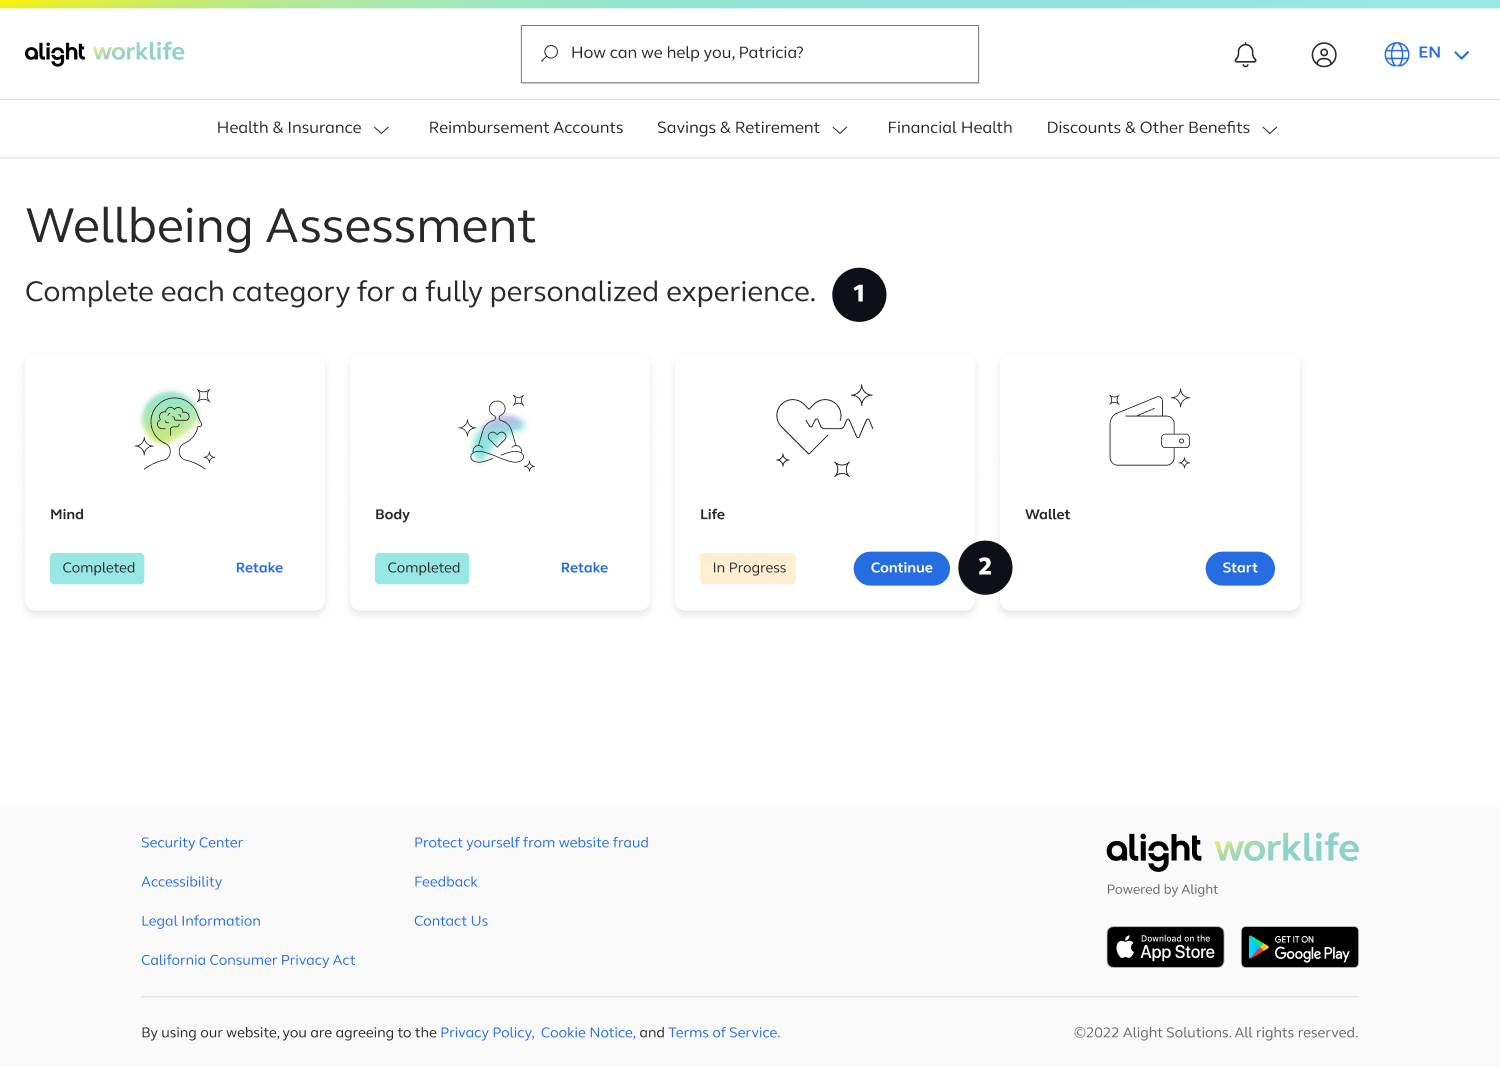 alight worklife
How can we help you, Patricia?
EN
Health & Insurance
Reimbursement Accounts
Savings & Retirement
Financial Health
Discounts & Other Benefits
Wellbeing Assessment
Complete each category for a fully personalized experience.
1
Mind
Completed
Retake
Body
Completed
Retake
Life
In Progress
Continue
2
Wallet
Start
Security Center
Accessibility
Legal Information
California Consumer Privacy Act
Protect yourself from website fraud
Feedback
Contact Us
alight worklife
Powered by Alight
Download on the
App Store
GET IT ON
Google Play
By using our website, you are agreeing to the Privacy Policy, Cookie Notice, and Terms of Service.
©2022 Alight Solutions. All rights reserved.